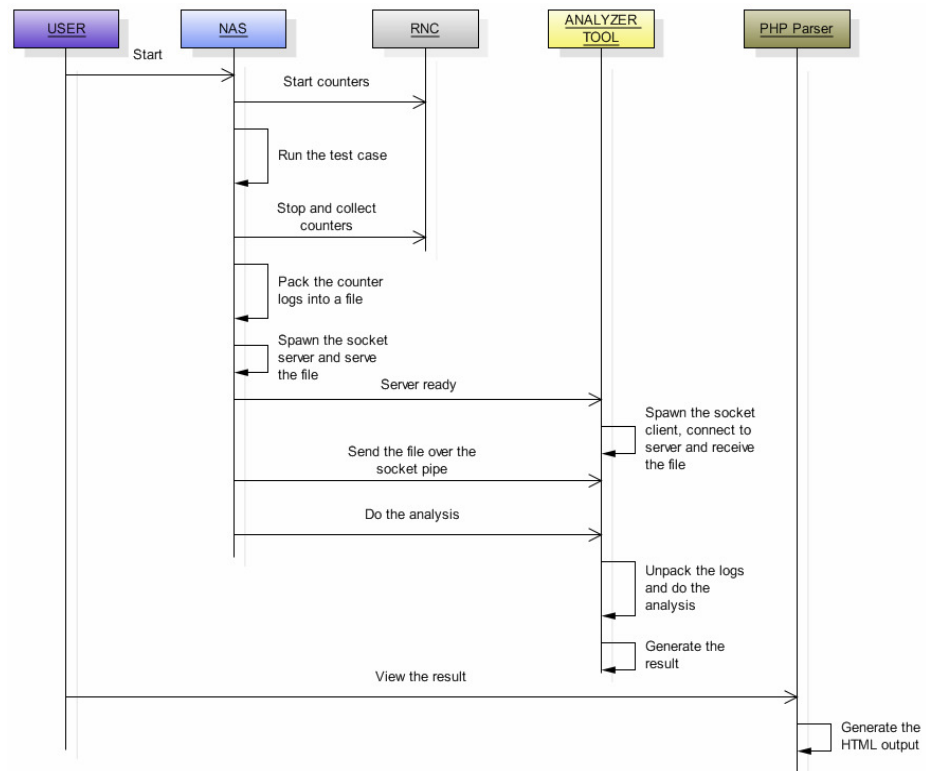 USER
NAS
RNC
ANALYZER
TOOL
PHP Parser
Start
Start counters
Run the test case
Stop and collect
counters
Pack the counter
logs into a file
Spawn the socket
server and serve
the file
Server ready
Spawn the socket
client, connect to
server and receive
the file
Send the file over the
socket pipe
Do the analysis
Unpack the logs
and do the
analysis
Generate the
result
View the result
Generate the
HTML output